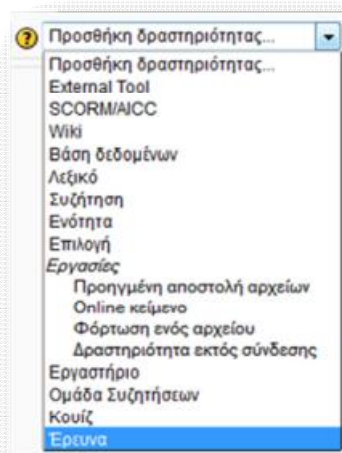 Προσθήκη δραστηριότητας...
Προσθήκη δραστηριότητας...
External Tool
SCORM/AICC
Wiki
Βάση δεδομένων
Λεξικό
Συζήτηση
Ενότητα
Επιλογή
Εργασίες
Προηγμένη αποστολή αρχείων
Online κείμενο
Φόρτωση ενός αρχείου
Δραστηριότητα εκτός σύνδεσης
Εργαστήριο
Ομάδα Συζητήσεων
Κουίζ
Έρευνα